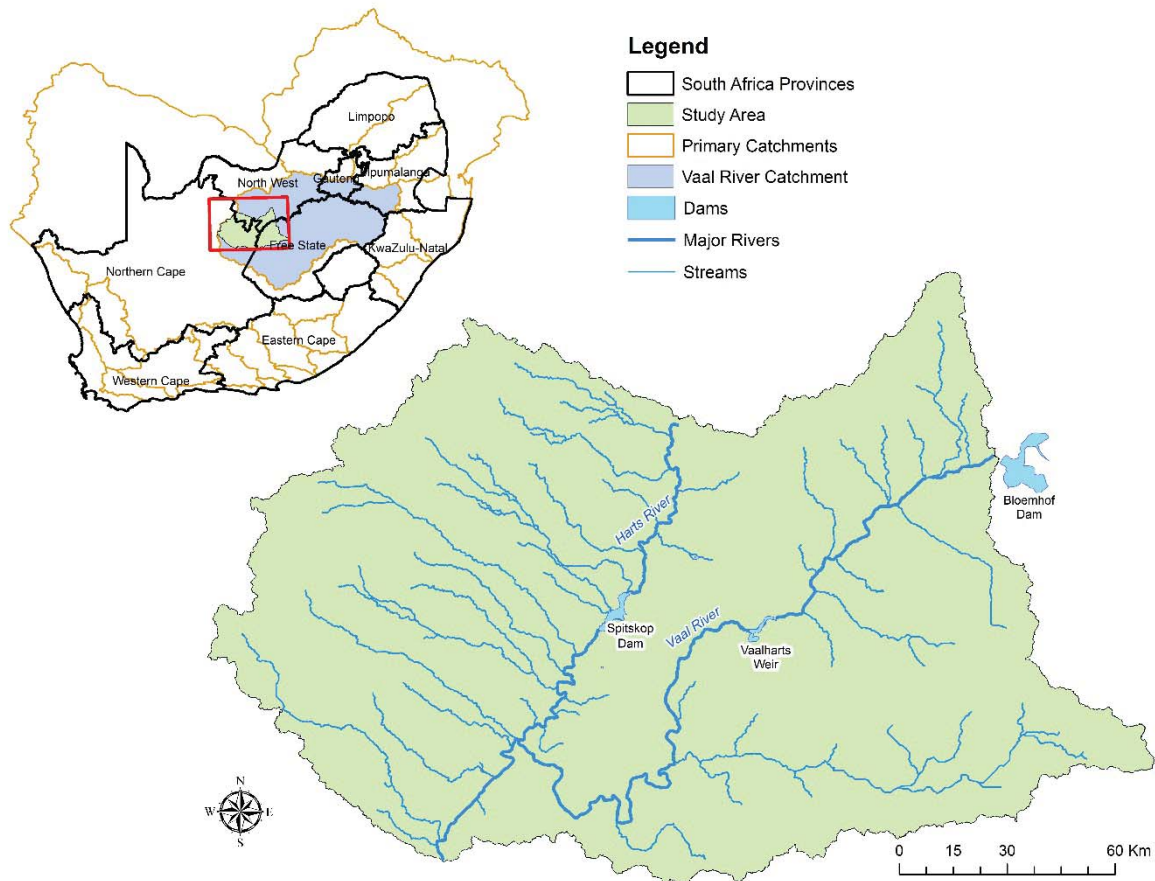 Legend
South Africa Provinces
Study Area
Primary Catchments
Vaal River Catchment
Dams
Major Rivers
Streams
Limpopo
North West
Gauteng
Mpumalanga
Free State
KwaZulu-Natal
Northern Cape
Eastern Cape
Western Cape
Harts River
Bloemhof
Dam
Spitskop
Dam
Vaal River
Vaalharts
Weir
N
W
E
S
0 15 30 60 Km